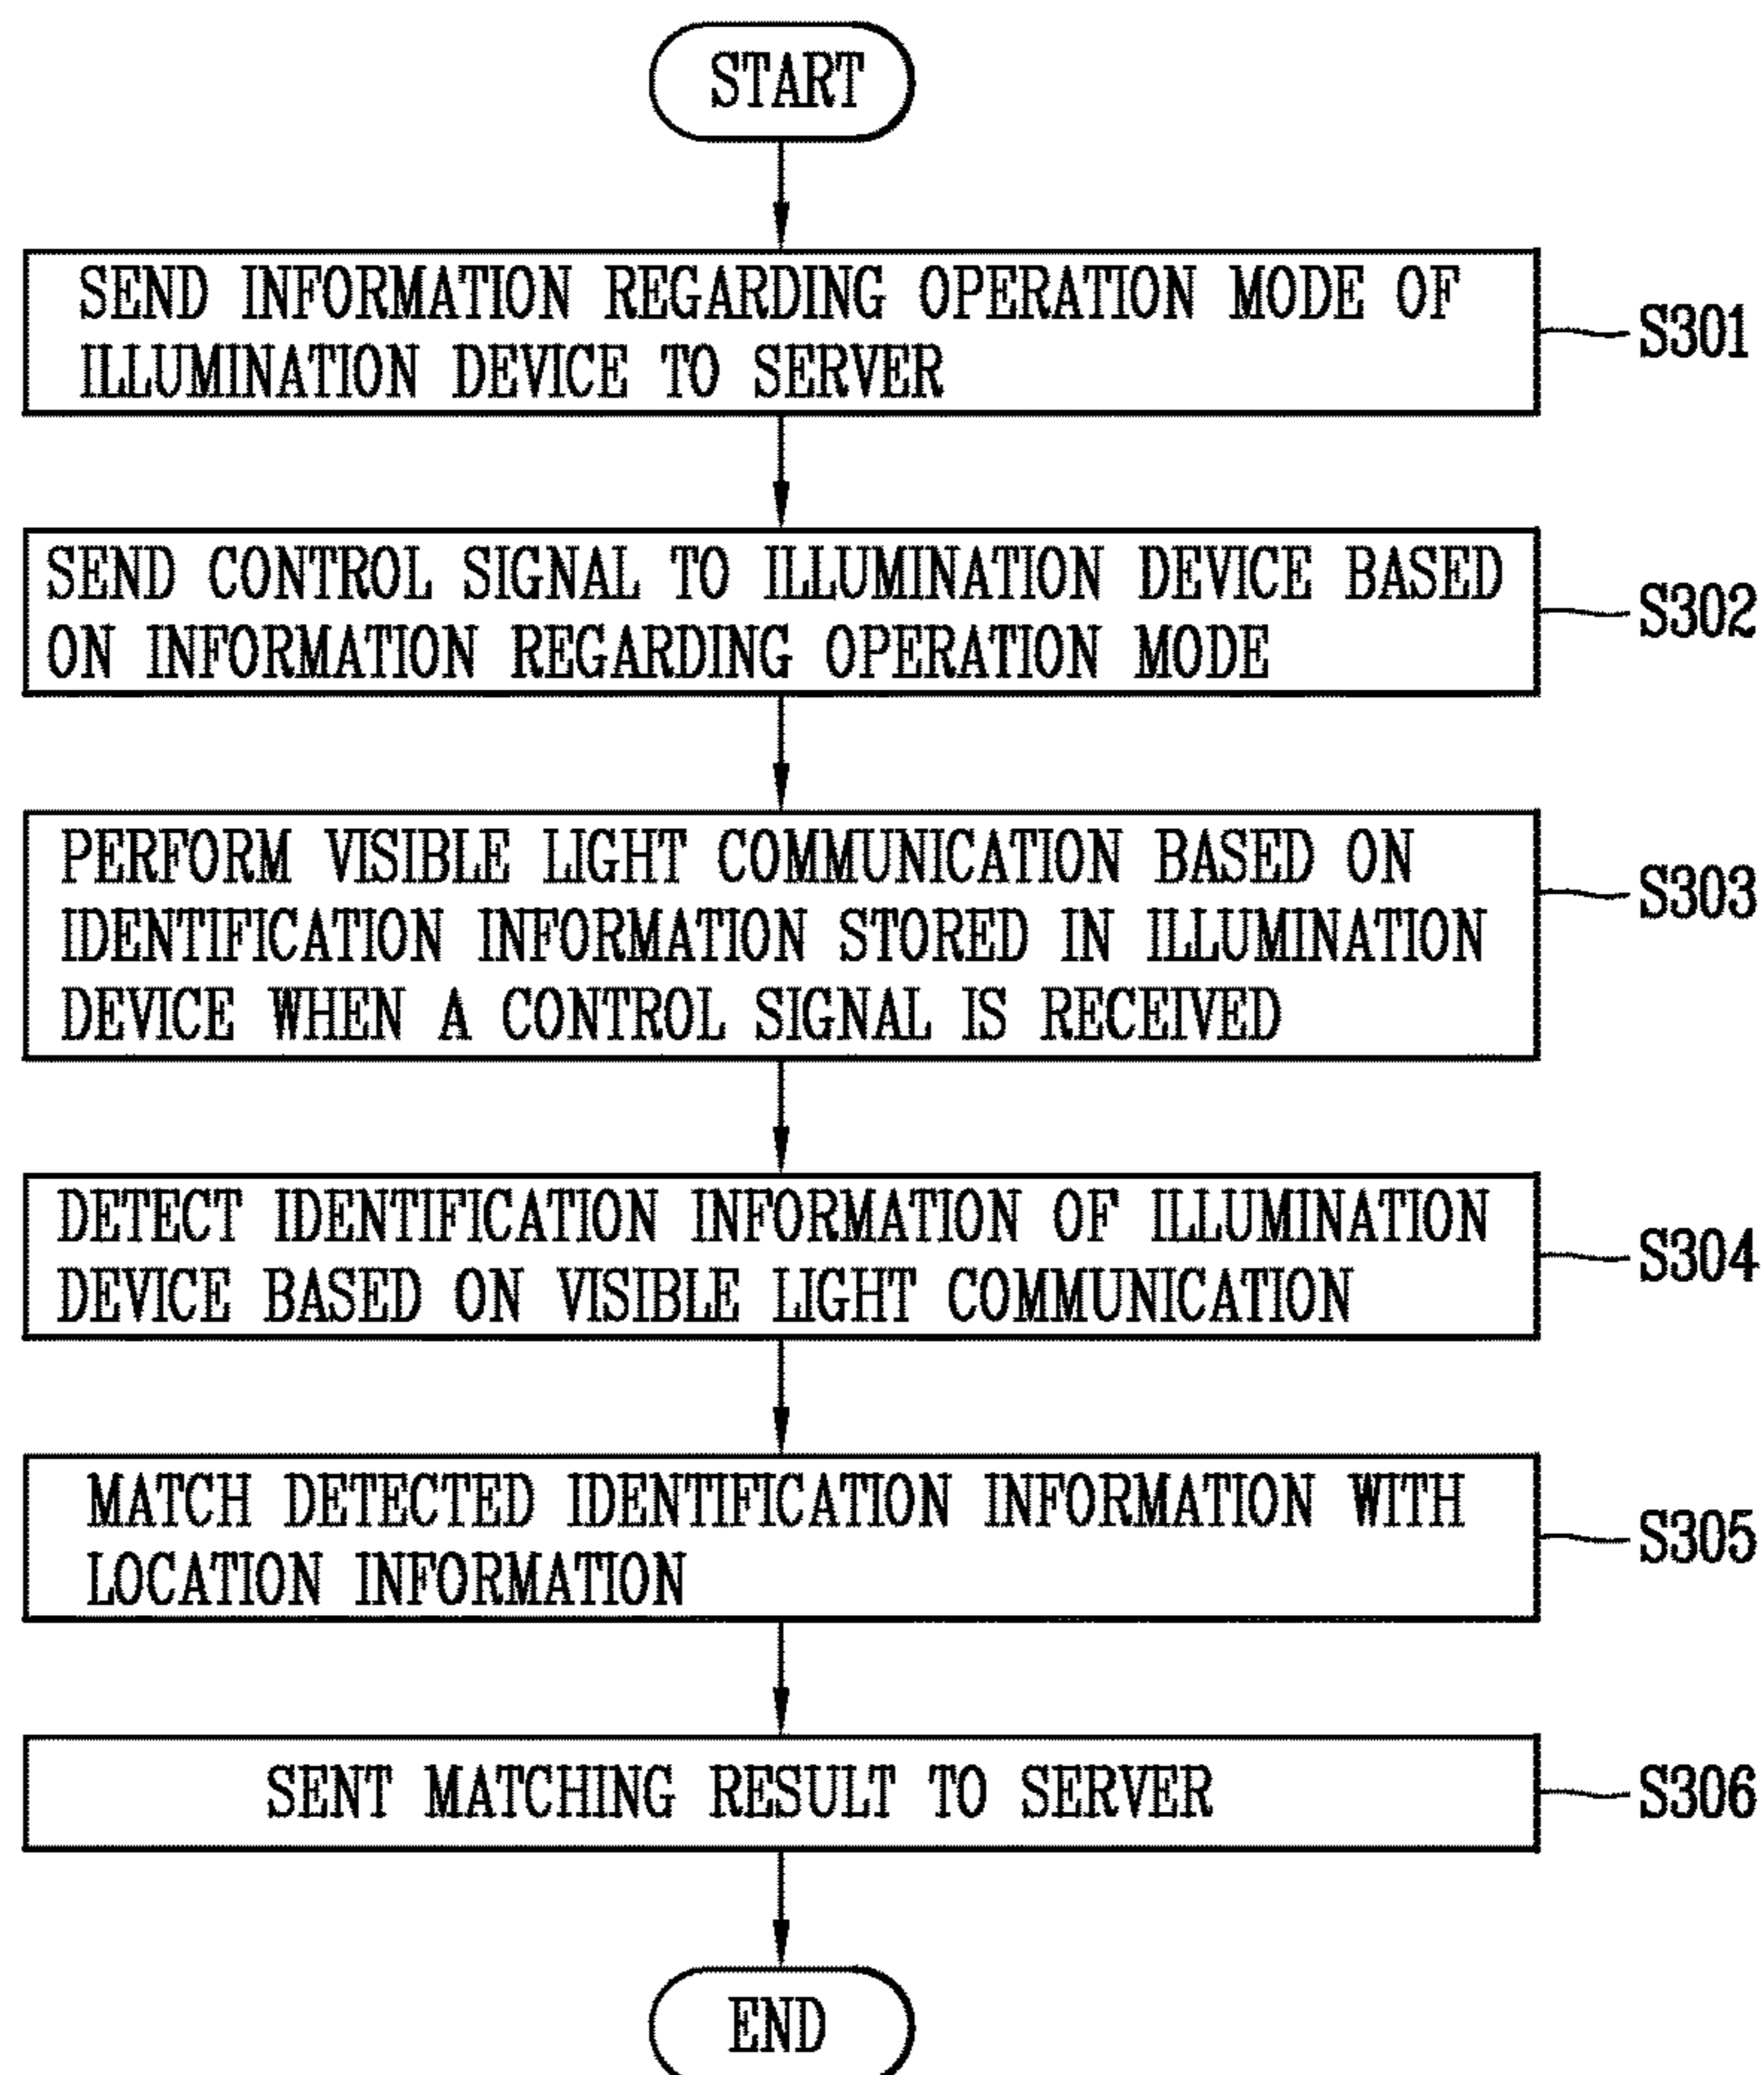 START
SEND INFORMATION REGARDING OPERATION MODE OF
ILLUMINATION DEVICE TO SERVER
S301
SEND CONTROL SIGNAL TO ILLUMINATION DEVICE BASED
ON INFORMATION REGARDING OPERATION MODE
S302
PERFORM VISIBLE LIGHT COMMUNICATION BASED ON
IDENTIFICATION INFORMATION STORED IN ILLUMINATION
DEVICE WHEN A CONTROL SIGNAL IS RECEIVED
S303
DETECT IDENTIFICATION INFORMATION OF ILLUMINATION
DEVICE BASED ON VISIBLE LIGHT COMMUNICATION
S304
MATCH DETECTED IDENTIFICATION INFORMATION WITH
LOCATION INFORMATION
S305
SENT MATCHING RESULT TO SERVER
S306
END